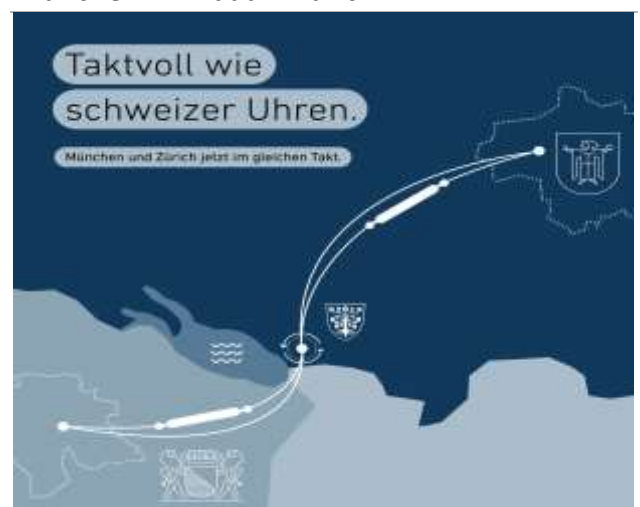 Taktvoll wie
schweizer Uhren.
München und Zürich jetzt im gleichen Takt.